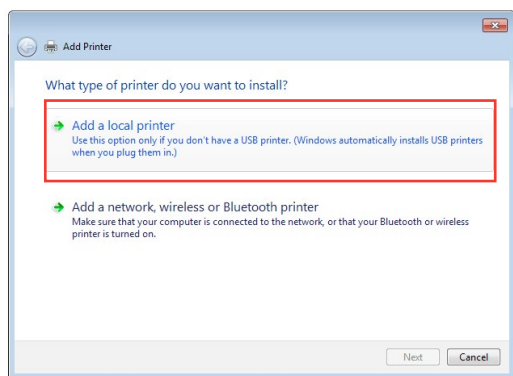 Add Printer
What type of printer do you want to install?
Add a local printer
Use this option only if you don't have a USB printer. (Windows automatically installs USB printers
when you plug them in.)
Add a network, wireless or Bluetooth printer
Make sure that your computer is connected to the network, or that your Bluetooth or wireless
printer is turned on.
Next
Cancel